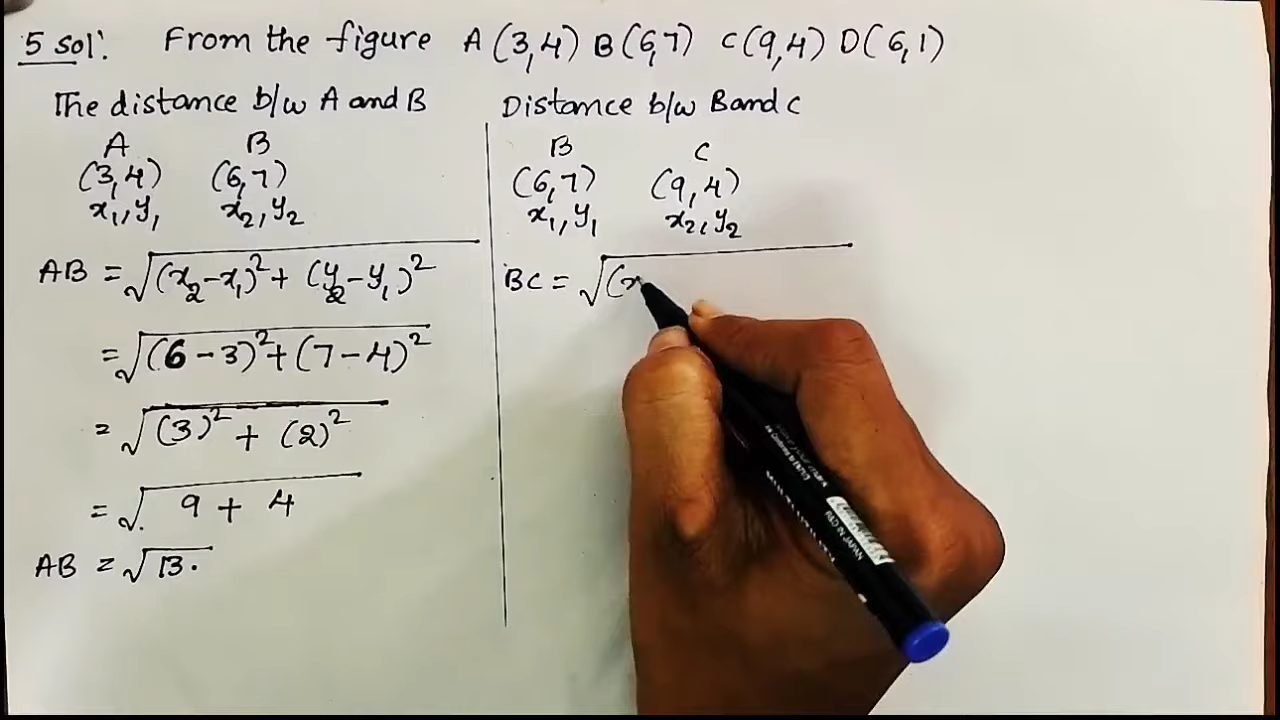 5 Sol: From the figure A(3,4) B(6,7) C(9,4) D(6,1)
The distance b/w A and B
A B
(3,4) (6,7)
x₁,y₁ x₂,y₂
AB = √(x₂-x₁)²+(y₂-y₁)²
= √(6-3)²+(7-4)²
= √(3)²+(2)²
= √9+4
AB = √13.
Distance b/w B and C
B C
(6,7) (9,4)
x₁,y₁ x₂,y₂
BC = √(x